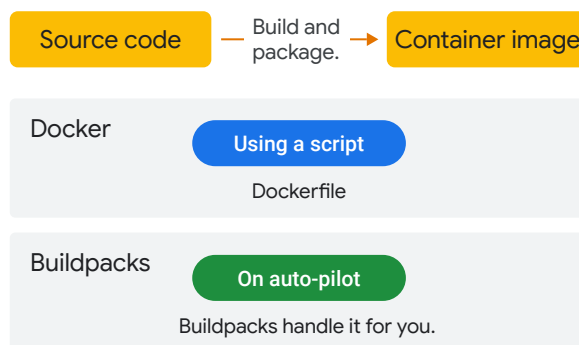 Source code
Build and
package.
Container image
Docker
Using a script
Dockerfile
Buildpacks
On auto-pilot
Buildpacks handle it for you.